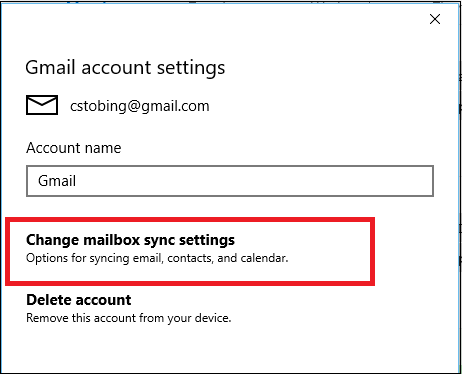 Gmail account settings
cstobing@gmail.com
Account name
Gmail
Change mailbox sync settings
Options for syncing email, contacts, and calendar.
Delete account
Remove this account from your device.